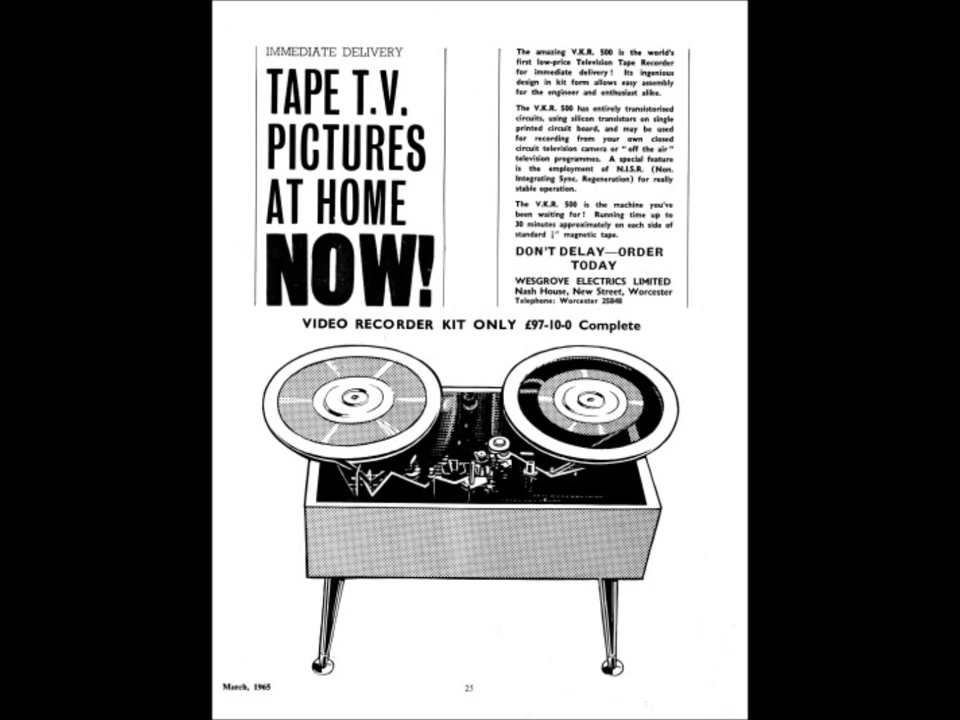 IMMEDIATE DELIVERY
TAPE T.V.
PICTURES
AT HOME
NOW!
The amazing V.K.R. 500 is the world's
first low-price Television Tape Recorder
for immediate delivery! Its ingenious
design in kit form allows easy assembly
for the engineer and enthusiast alike.
The V.K.R. 500 has entirely transistorised
circuits, using silicon transistors on single
printed circuit board, and may be used
for recording from your own closed
circuit television camera or "off the air"
television programmes. A special feature
is the employment of N.I.S.R. (Non.
Integrating Sync. Regeneration) for really
stable operation.
The V.K.R. 500 is the machine you've
been waiting for! Running time up to
30 minutes approximately on each side of
standard ¼" magnetic tape.
DON'T DELAY—ORDER
TODAY
WESGROVE ELECTRICS LIMITED
Nash House, New Street, Worcester
Telephone: Worcester 25848
VIDEO RECORDER KIT ONLY £97-10-0 Complete
March, 1965
25